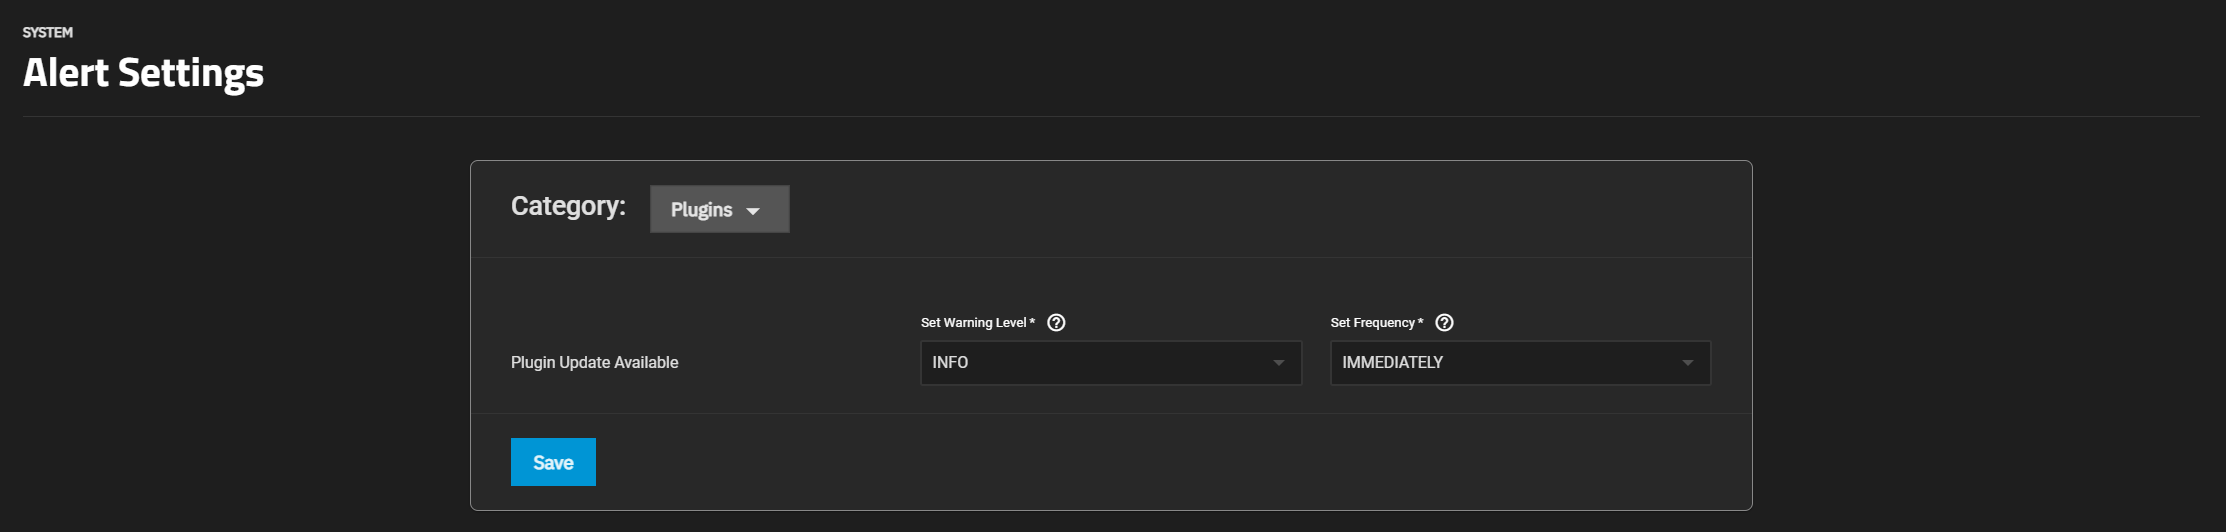 SYSTEM
Alert Settings
Category: Plugins
Set Warning Level * Set Frequency *
Plugin Update Available INFO IMMEDIATELY
Save